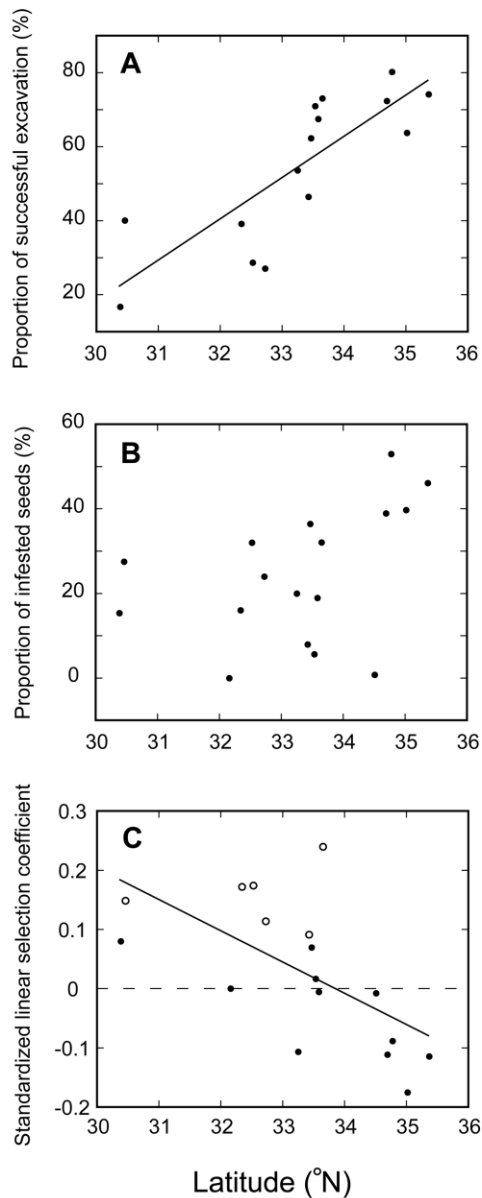 A
Proportion of successful excavation (%)
80
60
40
20
30 31 32 33 34 35 36
B
Proportion of infested seeds (%)
60
40
20
0
30 31 32 33 34 35 36
C
Standardized linear selection coefficient
0.3
0.2
0.1
0
-0.1
-0.2
30 31 32 33 34 35 36
Latitude (°N)